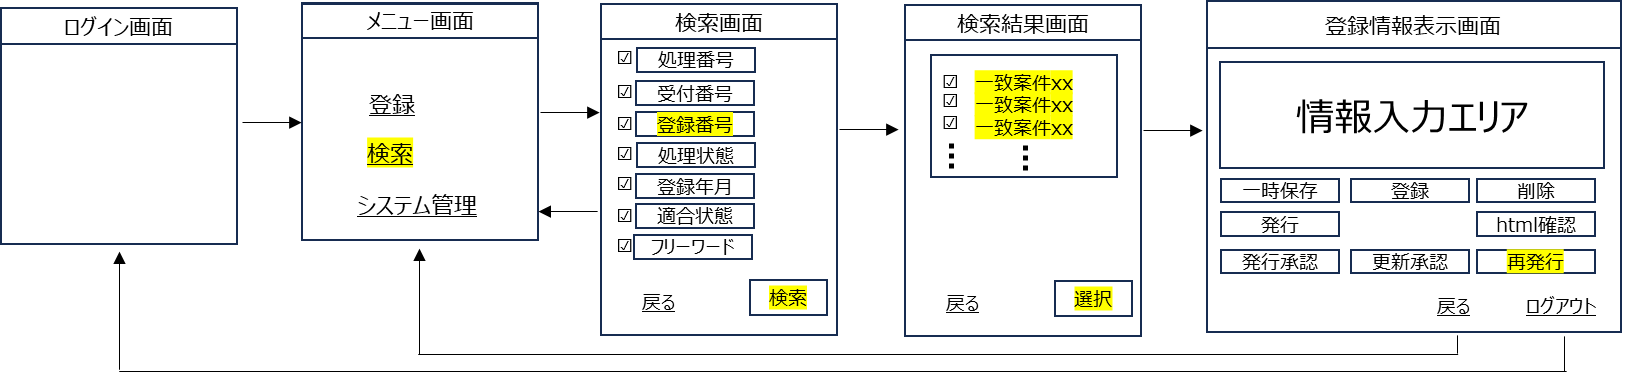 ログイン画面
メニュー画面
登録
検索
システム管理
検索画面
☑ 処理番号
☑ 受付番号
☑ 登録番号
☑ 処理状態
☑ 登録年月
☑ 適合状態
☑ フリーワード
戻る
検索
検索結果画面
☑ 一致案件xx
☑ 一致案件xx
☑ 一致案件xx
戻る
選択
登録情報表示画面
情報入力エリア
一時保存 登録 削除
発行 html確認
発行承認 更新承認 再発行
戻る ログアウト